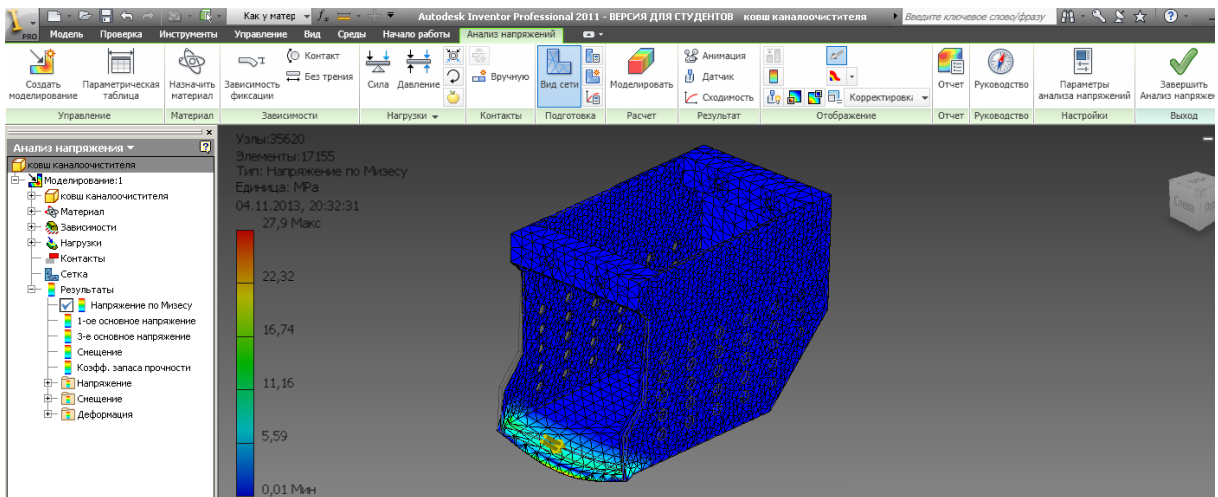 Как у матер
Autodesk Inventor Professional 2011 - ВЕРСИЯ ДЛЯ СТУДЕНТОВ ковш каналоочистителя
Введите ключевое слово/фразу
PRO
Модель Проверка Инструменты Управление Вид Среды Начало работы Анализ напряжений
Создать моделирование
Параметрическая таблица
Назначить материал
Зависимость фиксации
Контакт
Без трения
Сила
Давление
Вручную
Вид сети
Моделировать
Анимация
Датчик
Сходимость
Корректировка
Отчет
Руководство
Параметры анализа напряжений
Завершить Анализ напряже
Управление Материал Зависимости Нагрузки Контакты Подготовка Расчет Результат Отображение Отчет Руководство Настройки Выход
Анализ напряжения
ковш каналоочистителя
Моделирование:1
ковш каналоочистителя
Материал
Зависимости
Нагрузки
Контакты
Сетка
Результаты
Напряжение по Мизесу
1-ое основное напряжение
3-е основное напряжение
Смещение
Коэфф. запаса прочности
Напряжение
Смещение
Деформация
Узлы:35620
Элементы:17155
Тип: Напряжение по Мизесу
Единица: MPa
04.11.2013, 20:32:31
27,9 Макс
22,32
16,74
11,16
5,59
0,01 Мин
Слева